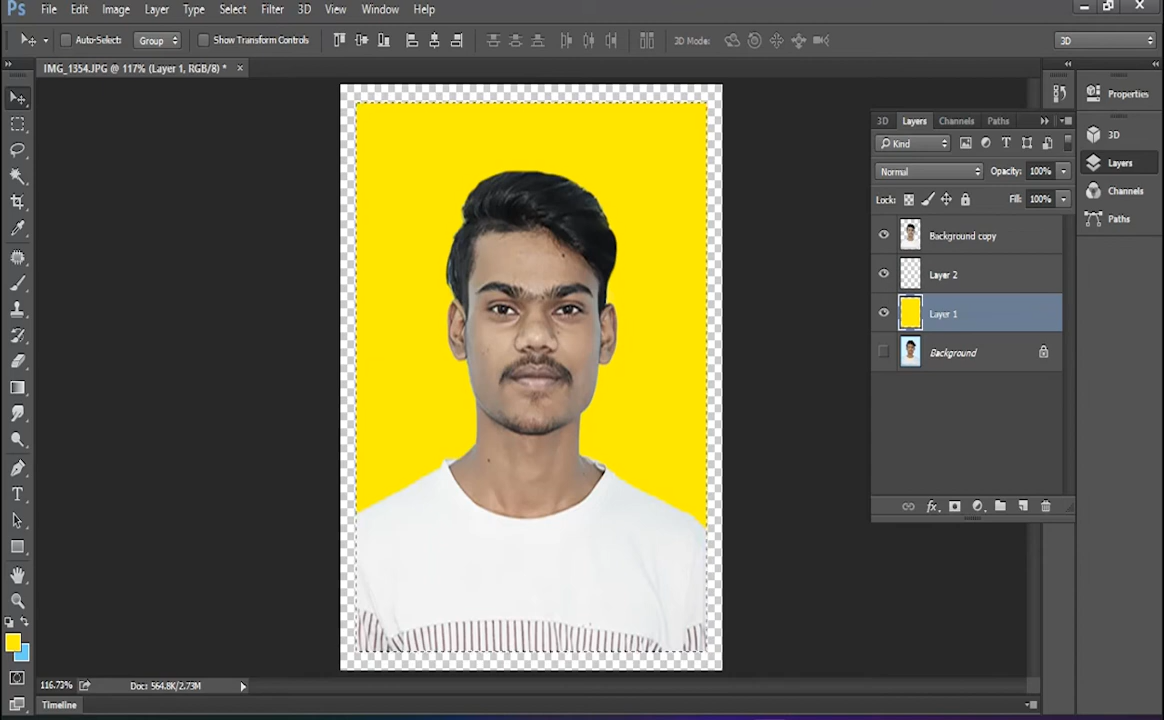 Ps File Edit Image Layer Type Select Filter 3D View Window Help
Auto-Select: Group Show Transform Controls 3D Mode: 3D
IMG_1354.JPG @ 117% (Layer 1, RGB/8) * ×
Properties
3D Layers Channels Paths
3D
Kind
Layers
Normal Opacity: 100%
Channels
Lock: Fill: 100%
Paths
Background copy
Layer 2
Layer 1
Background
fx
T
116.73% Doc: 564.8K/2.73M
Timeline